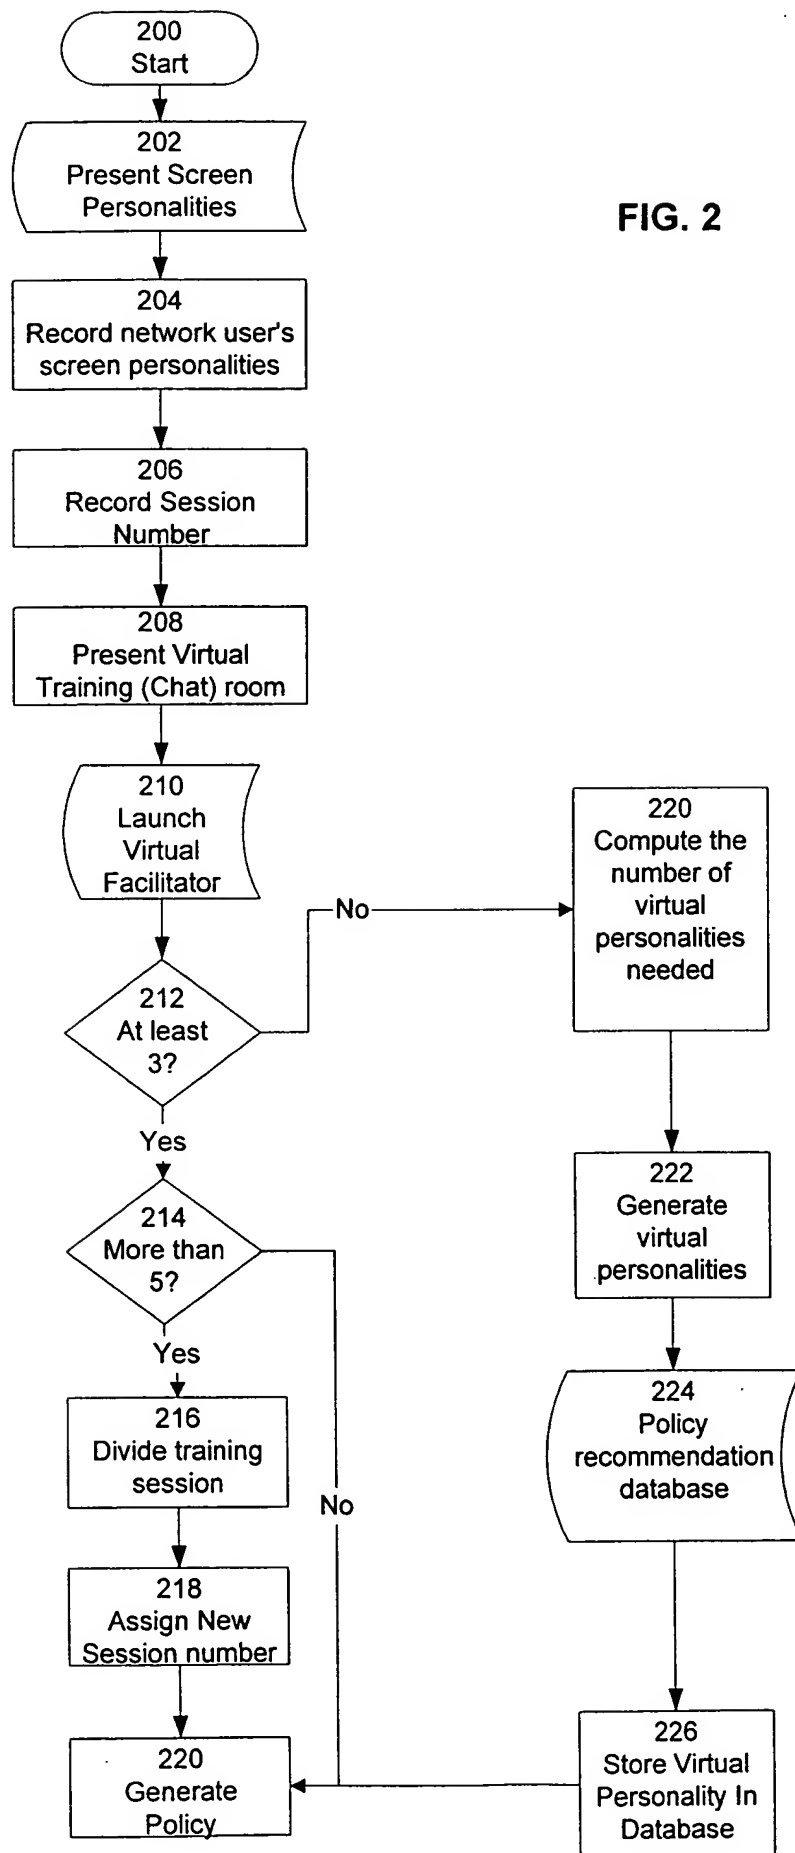 200
Start
202
Present Screen
Personalities
FIG. 2
204
Record network user's
screen personalities
206
Record Session
Number
208
Present Virtual
Training (Chat) room
210
Launch
Virtual
Facilitator
No
212
At least
3?
Yes
214
More than
5?
Yes
216
Divide training
session
No
218
Assign New
Session number
220
Generate
Policy
220
Compute the
number of
virtual
personalities
needed
222
Generate
virtual
personalities
224
Policy
recommendation
database
226
Store Virtual
Personality In
Database